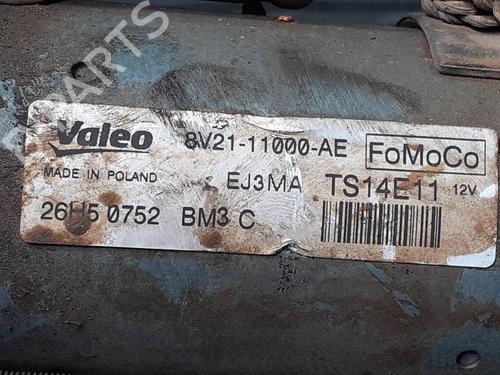 Valeo 8V21-11000-AE FoMoCo
MADE IN POLAND EJ3MA TS14E11 12V
26H5 0752 BM3 C